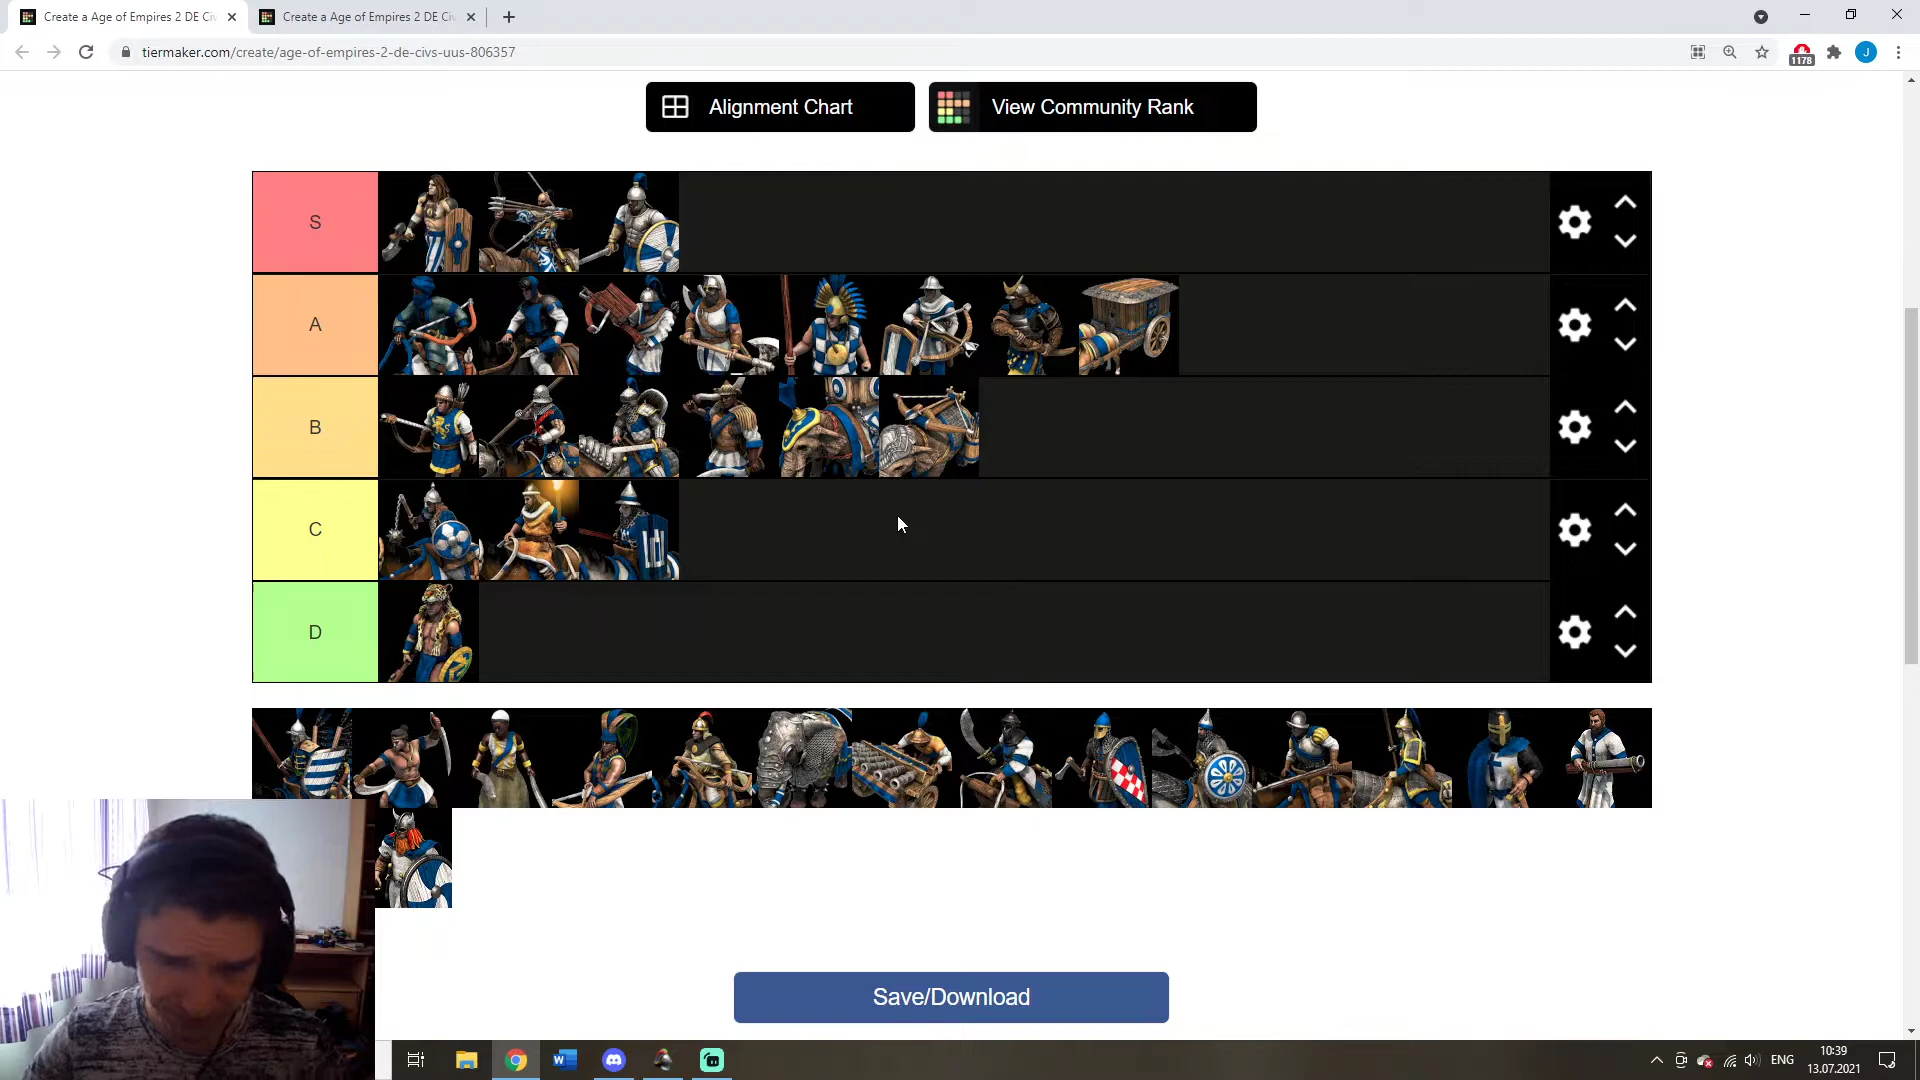 Create a Age of Empires 2 DE Civ
Create a Age of Empires 2 DE Civ
tiermaker.com/create/age-of-empires-2-de-civs-uus-806357
1178
J
Alignment Chart
View Community Rank
S
A
B
C
D
Save/Download
W
ENG
10:39
13.07.2021